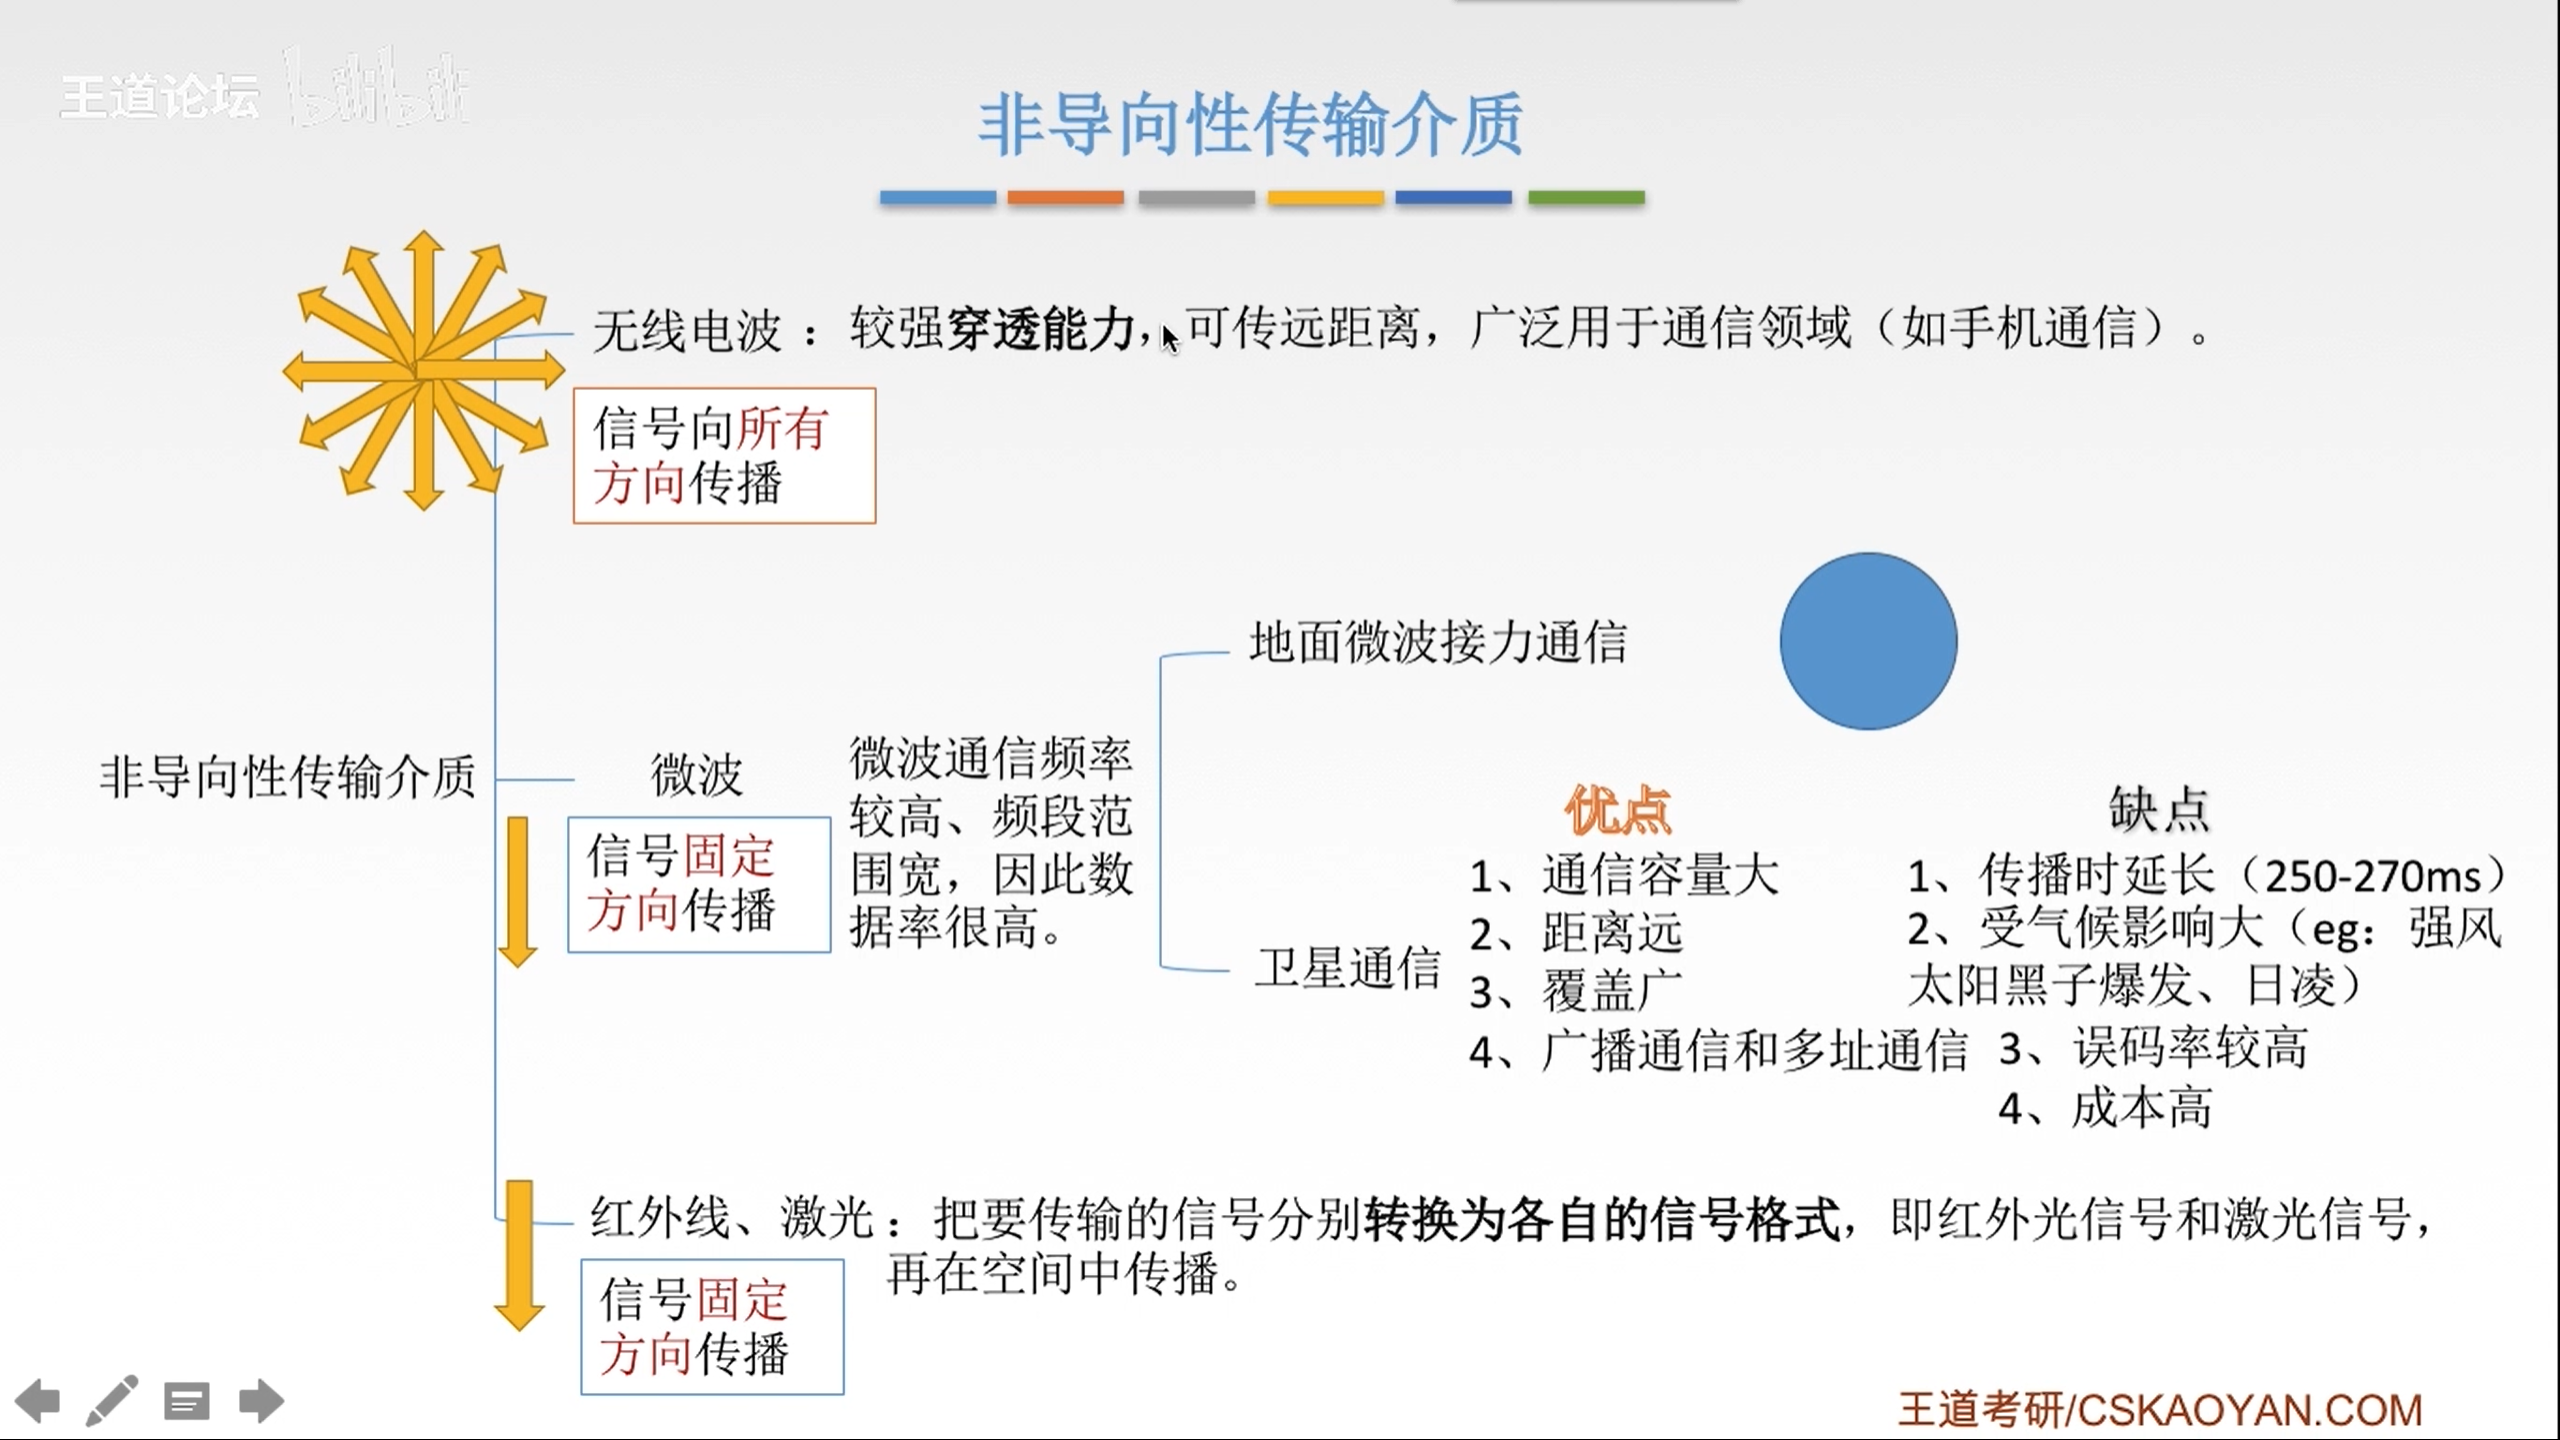 王道论坛 bilibili
非导向性传输介质
无线电波：较强穿透能力，可传远距离，广泛用于通信领域（如手机通信）。
信号向所有
方向传播
非导向性传输介质
微波
信号固定
方向传播
微波通信频率
较高、频段范
围宽，因此数
据率很高。
地面微波接力通信
卫星通信
优点
1、通信容量大
2、距离远
3、覆盖广
4、广播通信和多址通信
缺点
1、传播时延长（250-270ms）
2、受气候影响大（eg：强风
太阳黑子爆发、日凌）
3、误码率较高
4、成本高
红外线、激光：把要传输的信号分别转换为各自的信号格式，即红外光信号和激光信号，
再在空间中传播。
信号固定
方向传播
王道考研/CSKAOYAN.COM